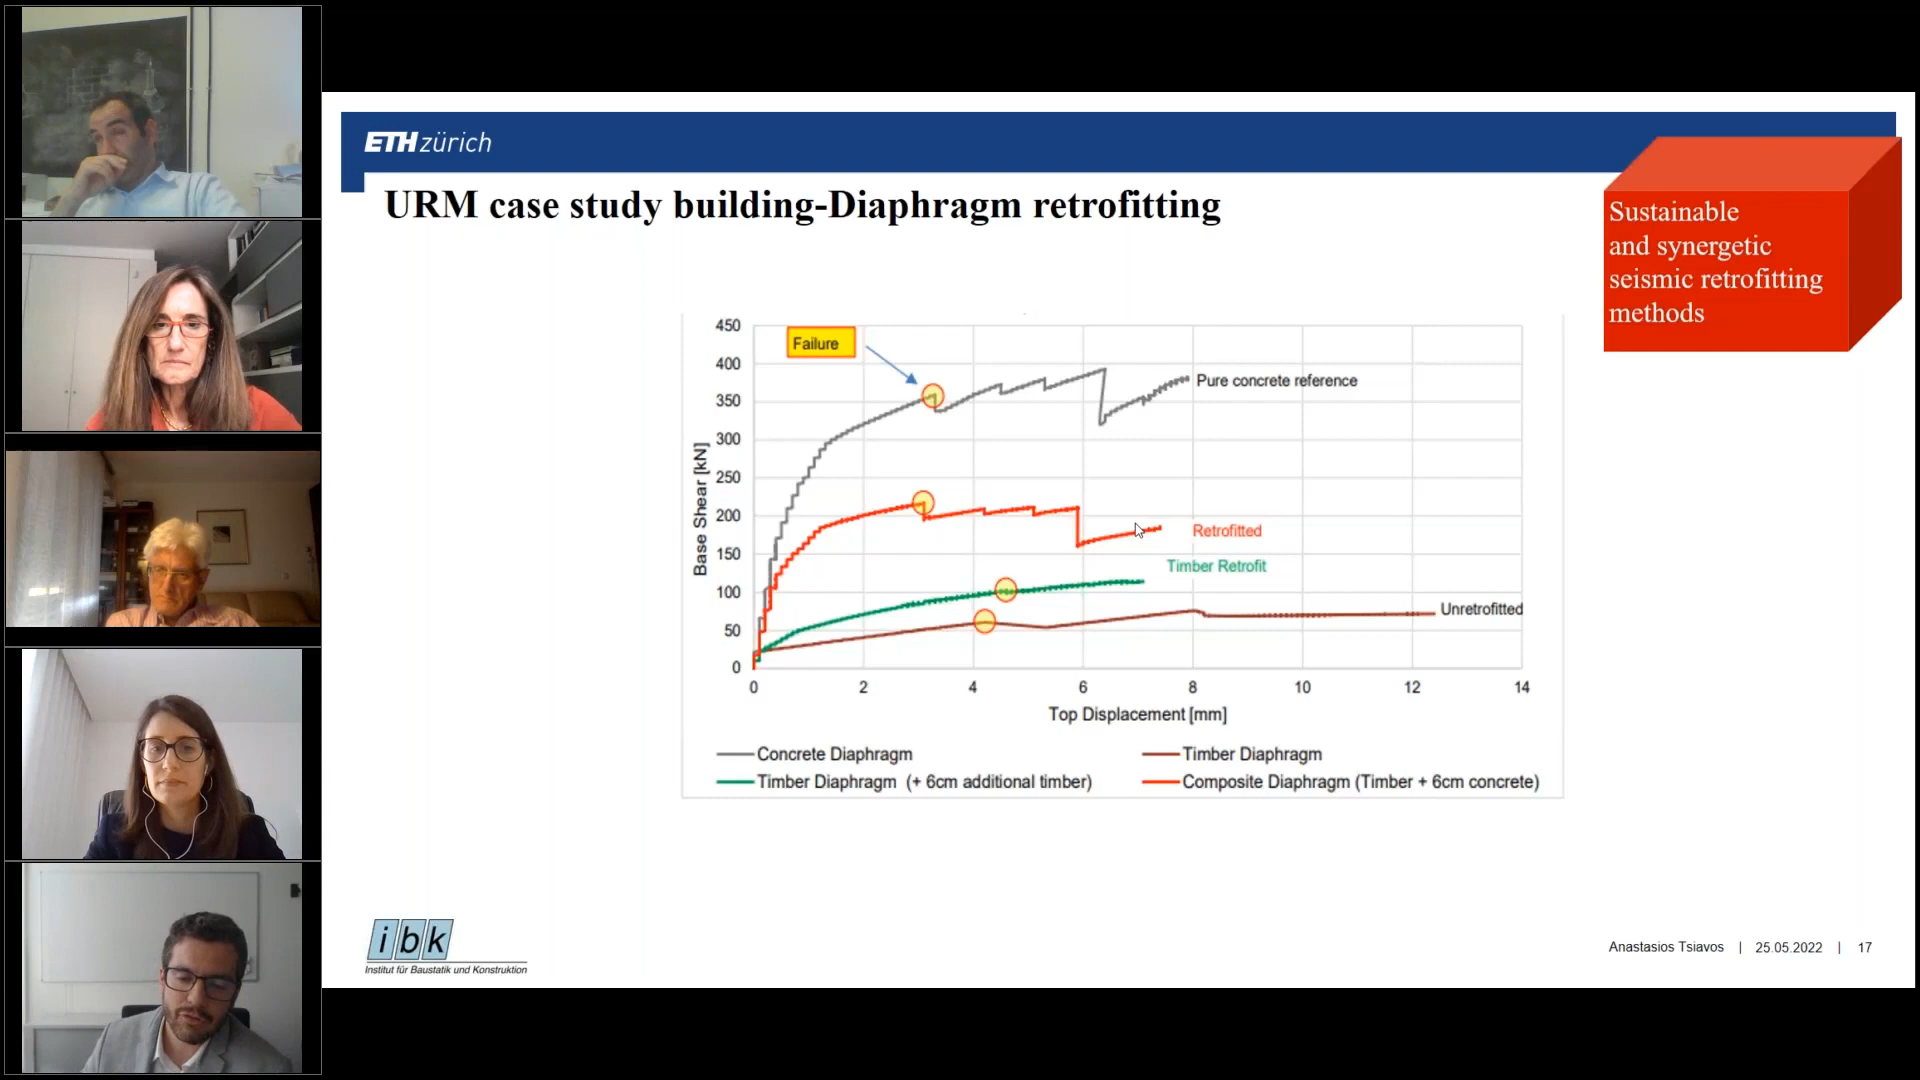 ETH zürich
URM case study building-Diaphragm retrofitting
Sustainable
and synergetic
seismic retrofitting
methods
450
400
350
300
250
200
150
100
50
0
Base Shear [kN]
Failure
Pure concrete reference
Retrofitted
Timber Retrofit
Unretrofitted
0 2 4 6 8 10 12 14
Top Displacement [mm]
Concrete Diaphragm
Timber Diaphragm
Timber Diaphragm (+ 6cm additional timber)
Composite Diaphragm (Timber + 6cm concrete)
ibk
Institut für Baustatik und Konstruktion
Anastasios Tsiavos | 25.05.2022 | 17